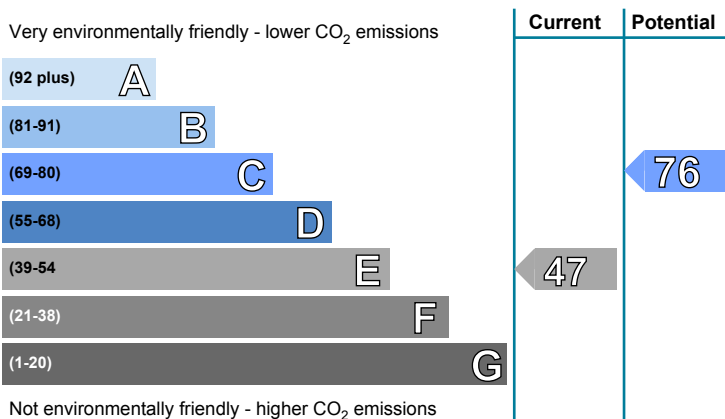 Very environmentally friendly - lower CO2 emissions
Current
Potential
(92 plus) A
(81-91) B
(69-80) C
76
(55-68) D
(39-54 E
47
(21-38) F
(1-20) G
Not environmentally friendly - higher CO2 emissions